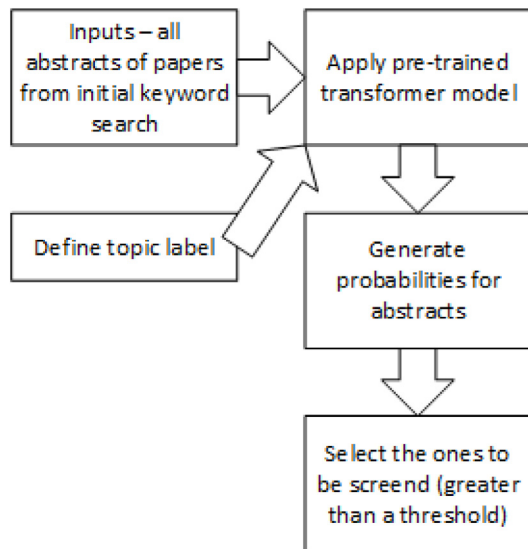 Inputs – all
abstracts of papers
from initial keyword
search
Apply pre-trained
transformer model
Define topic label
Generate
probabilities for
abstracts
Select the ones to
be screend (greater
than a threshold)